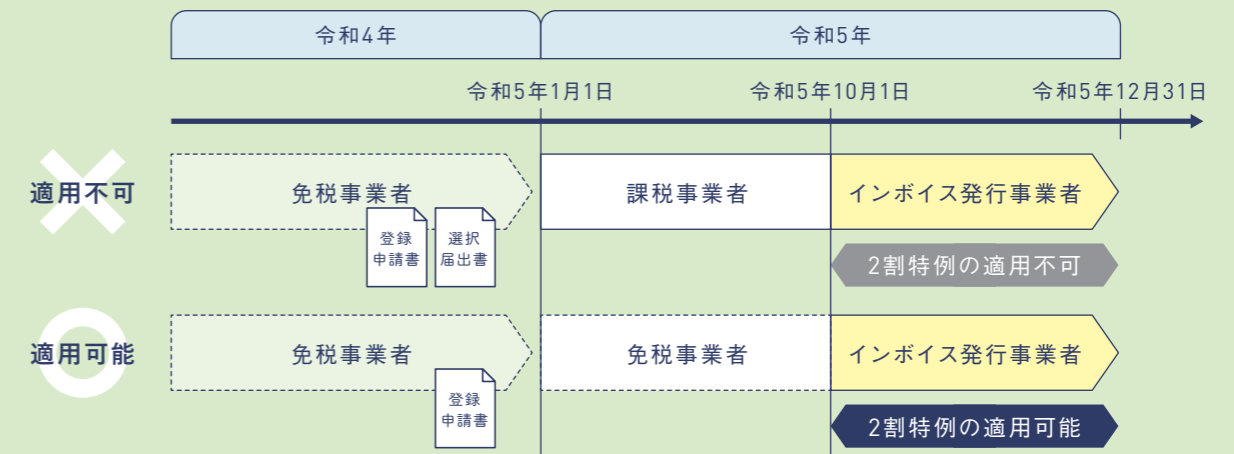 令和4年
令和5年
令和5年1月1日
令和5年10月1日
令和5年12月31日
適用不可
免税事業者
課税事業者
インボイス発行事業者
登録
申請書
選択
届出書
2割特例の適用不可
適用可能
免税事業者
免税事業者
インボイス発行事業者
登録
申請書
2割特例の適用可能